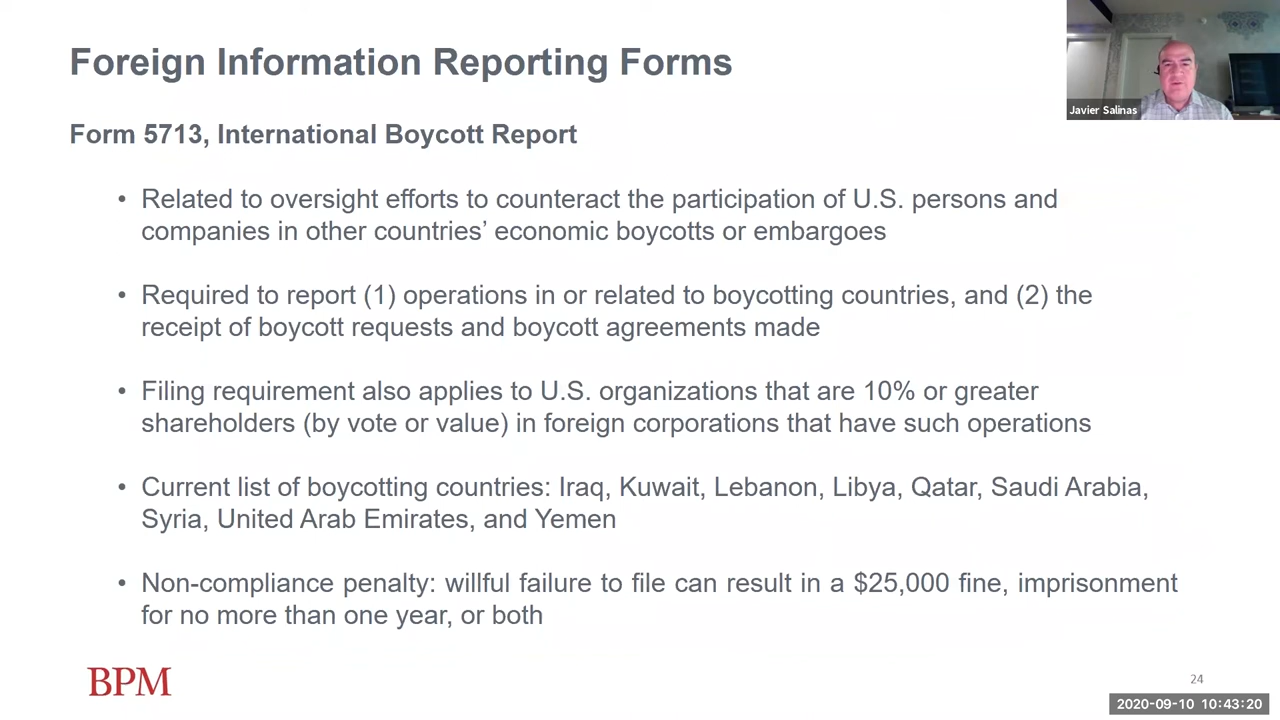 Foreign Information Reporting Forms
Javier Salinas
Form 5713, International Boycott Report
• Related to oversight efforts to counteract the participation of U.S. persons and
companies in other countries’ economic boycotts or embargoes
• Required to report (1) operations in or related to boycotting countries, and (2) the
receipt of boycott requests and boycott agreements made
• Filing requirement also applies to U.S. organizations that are 10% or greater
shareholders (by vote or value) in foreign corporations that have such operations
• Current list of boycotting countries: Iraq, Kuwait, Lebanon, Libya, Qatar, Saudi Arabia,
Syria, United Arab Emirates, and Yemen
• Non-compliance penalty: willful failure to file can result in a $25,000 fine, imprisonment
for no more than one year, or both
BPM
24
2020-09-10 10:43:20